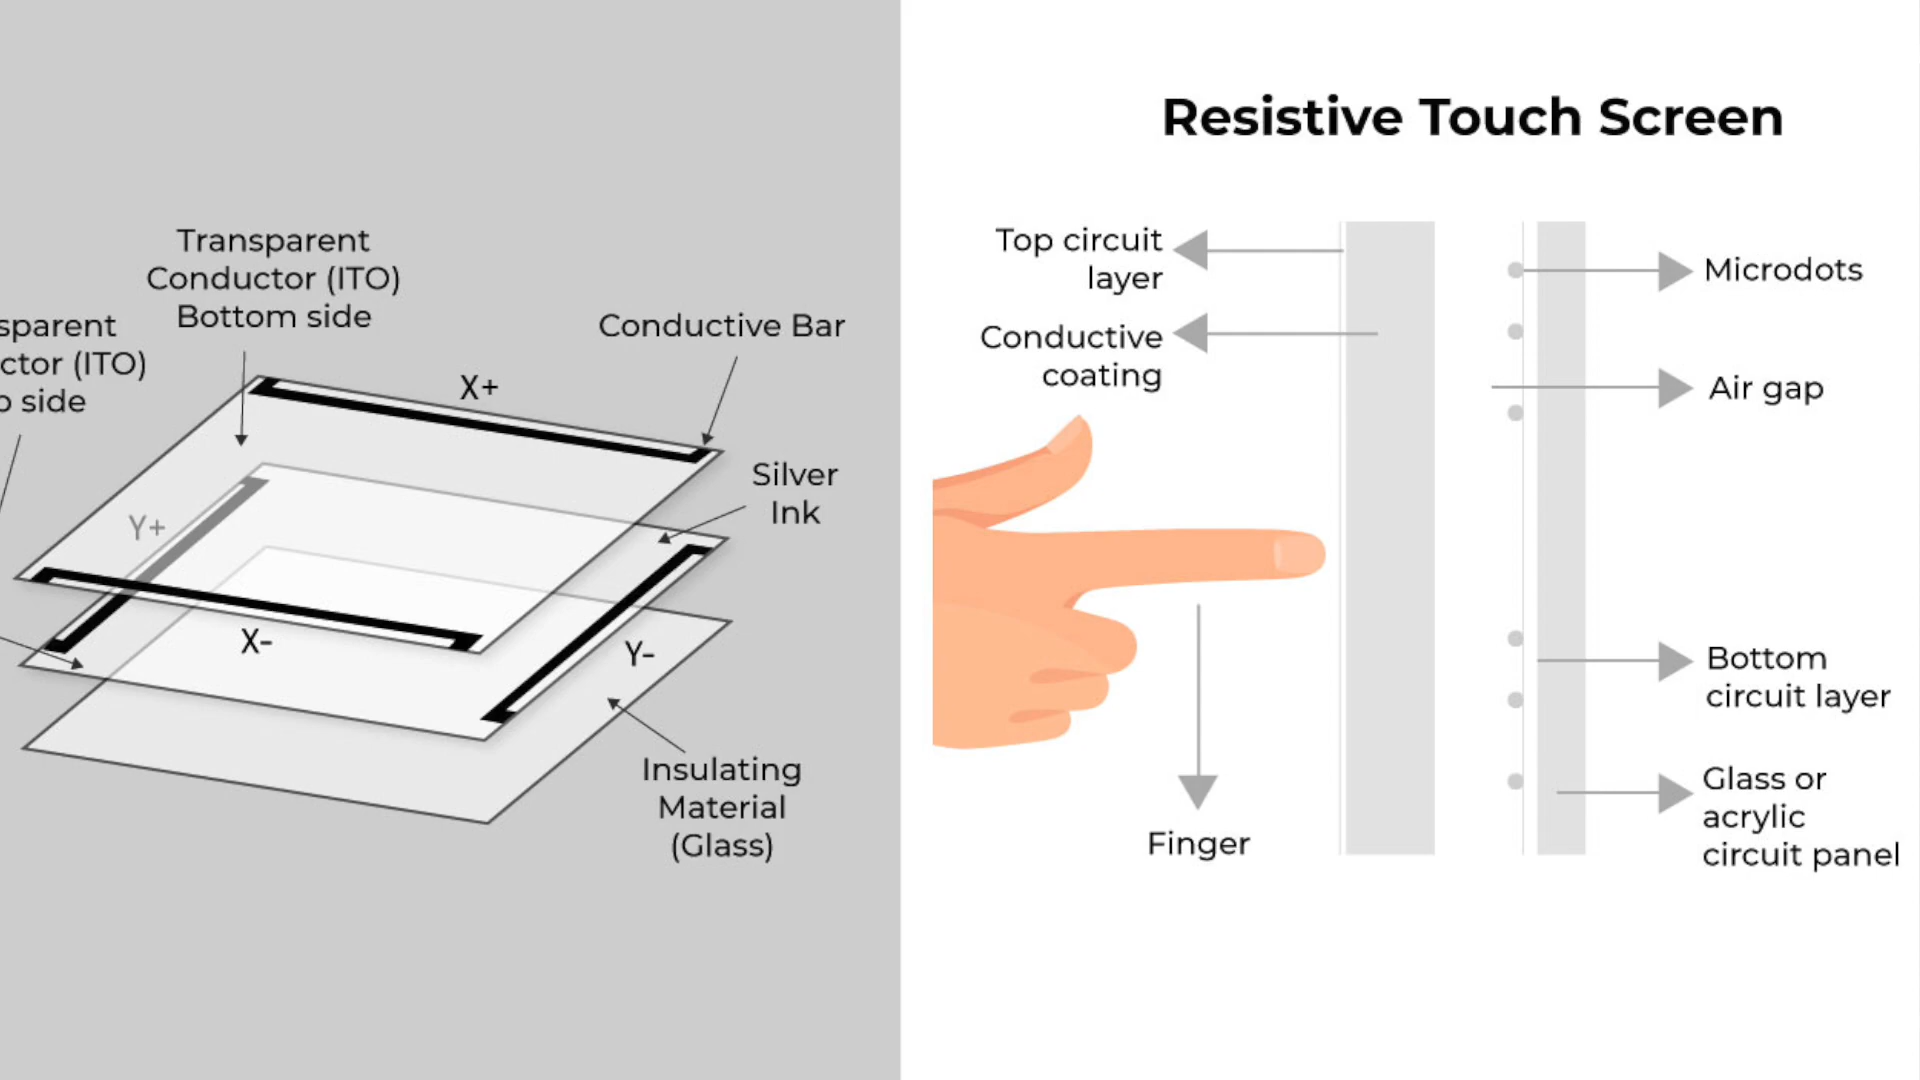 Transparent
Conductor (ITO)
Bottom side
sparent
ctor (ITO)
side
Conductive Bar
X+
Silver
Ink
Y+
X-
Y-
Insulating
Material
(Glass)
Resistive Touch Screen
Top circuit
layer
Conductive
coating
Finger
Microdots
Air gap
Bottom
circuit layer
Glass or
acrylic
circuit panel